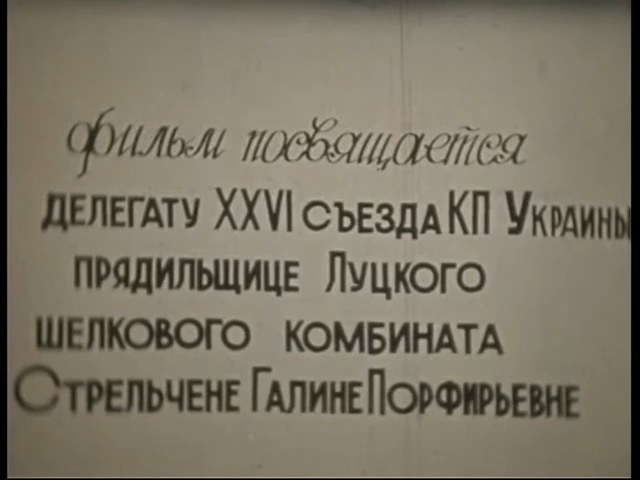 фильм посвящается
ДЕЛЕГАТУ XXVI СЪЕЗДА КП УКРАИНЫ
ПРЯДИЛЬЩИЦЕ ЛУЦКОГО
ШЕЛКОВОГО КОМБИНАТА
СТРЕЛЬЧЕНЕ ГАЛИНЕ ПОРФИРЬЕВНЕ